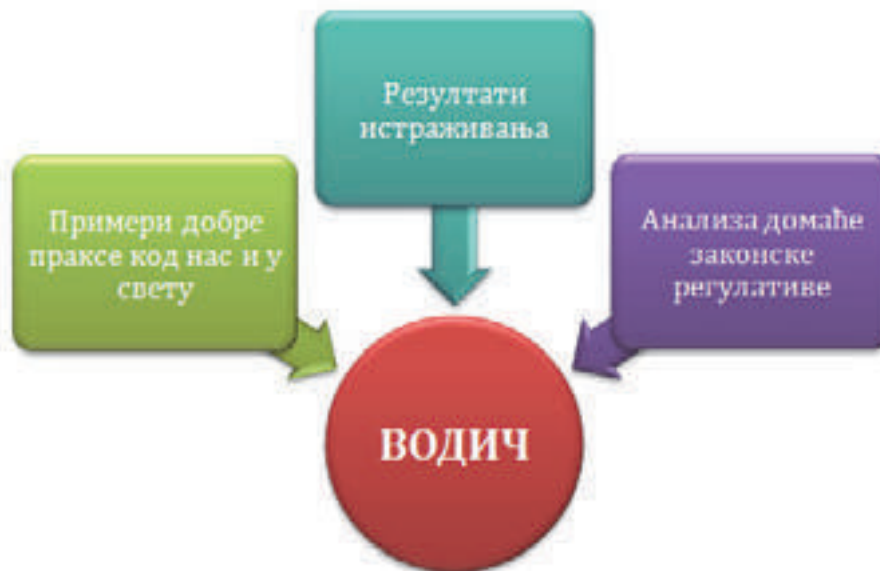 Резултати
истраживања
Примери добре
праксе код нас и у
свету
Анализа домаће
законске
регулативе
ВОДИЧ